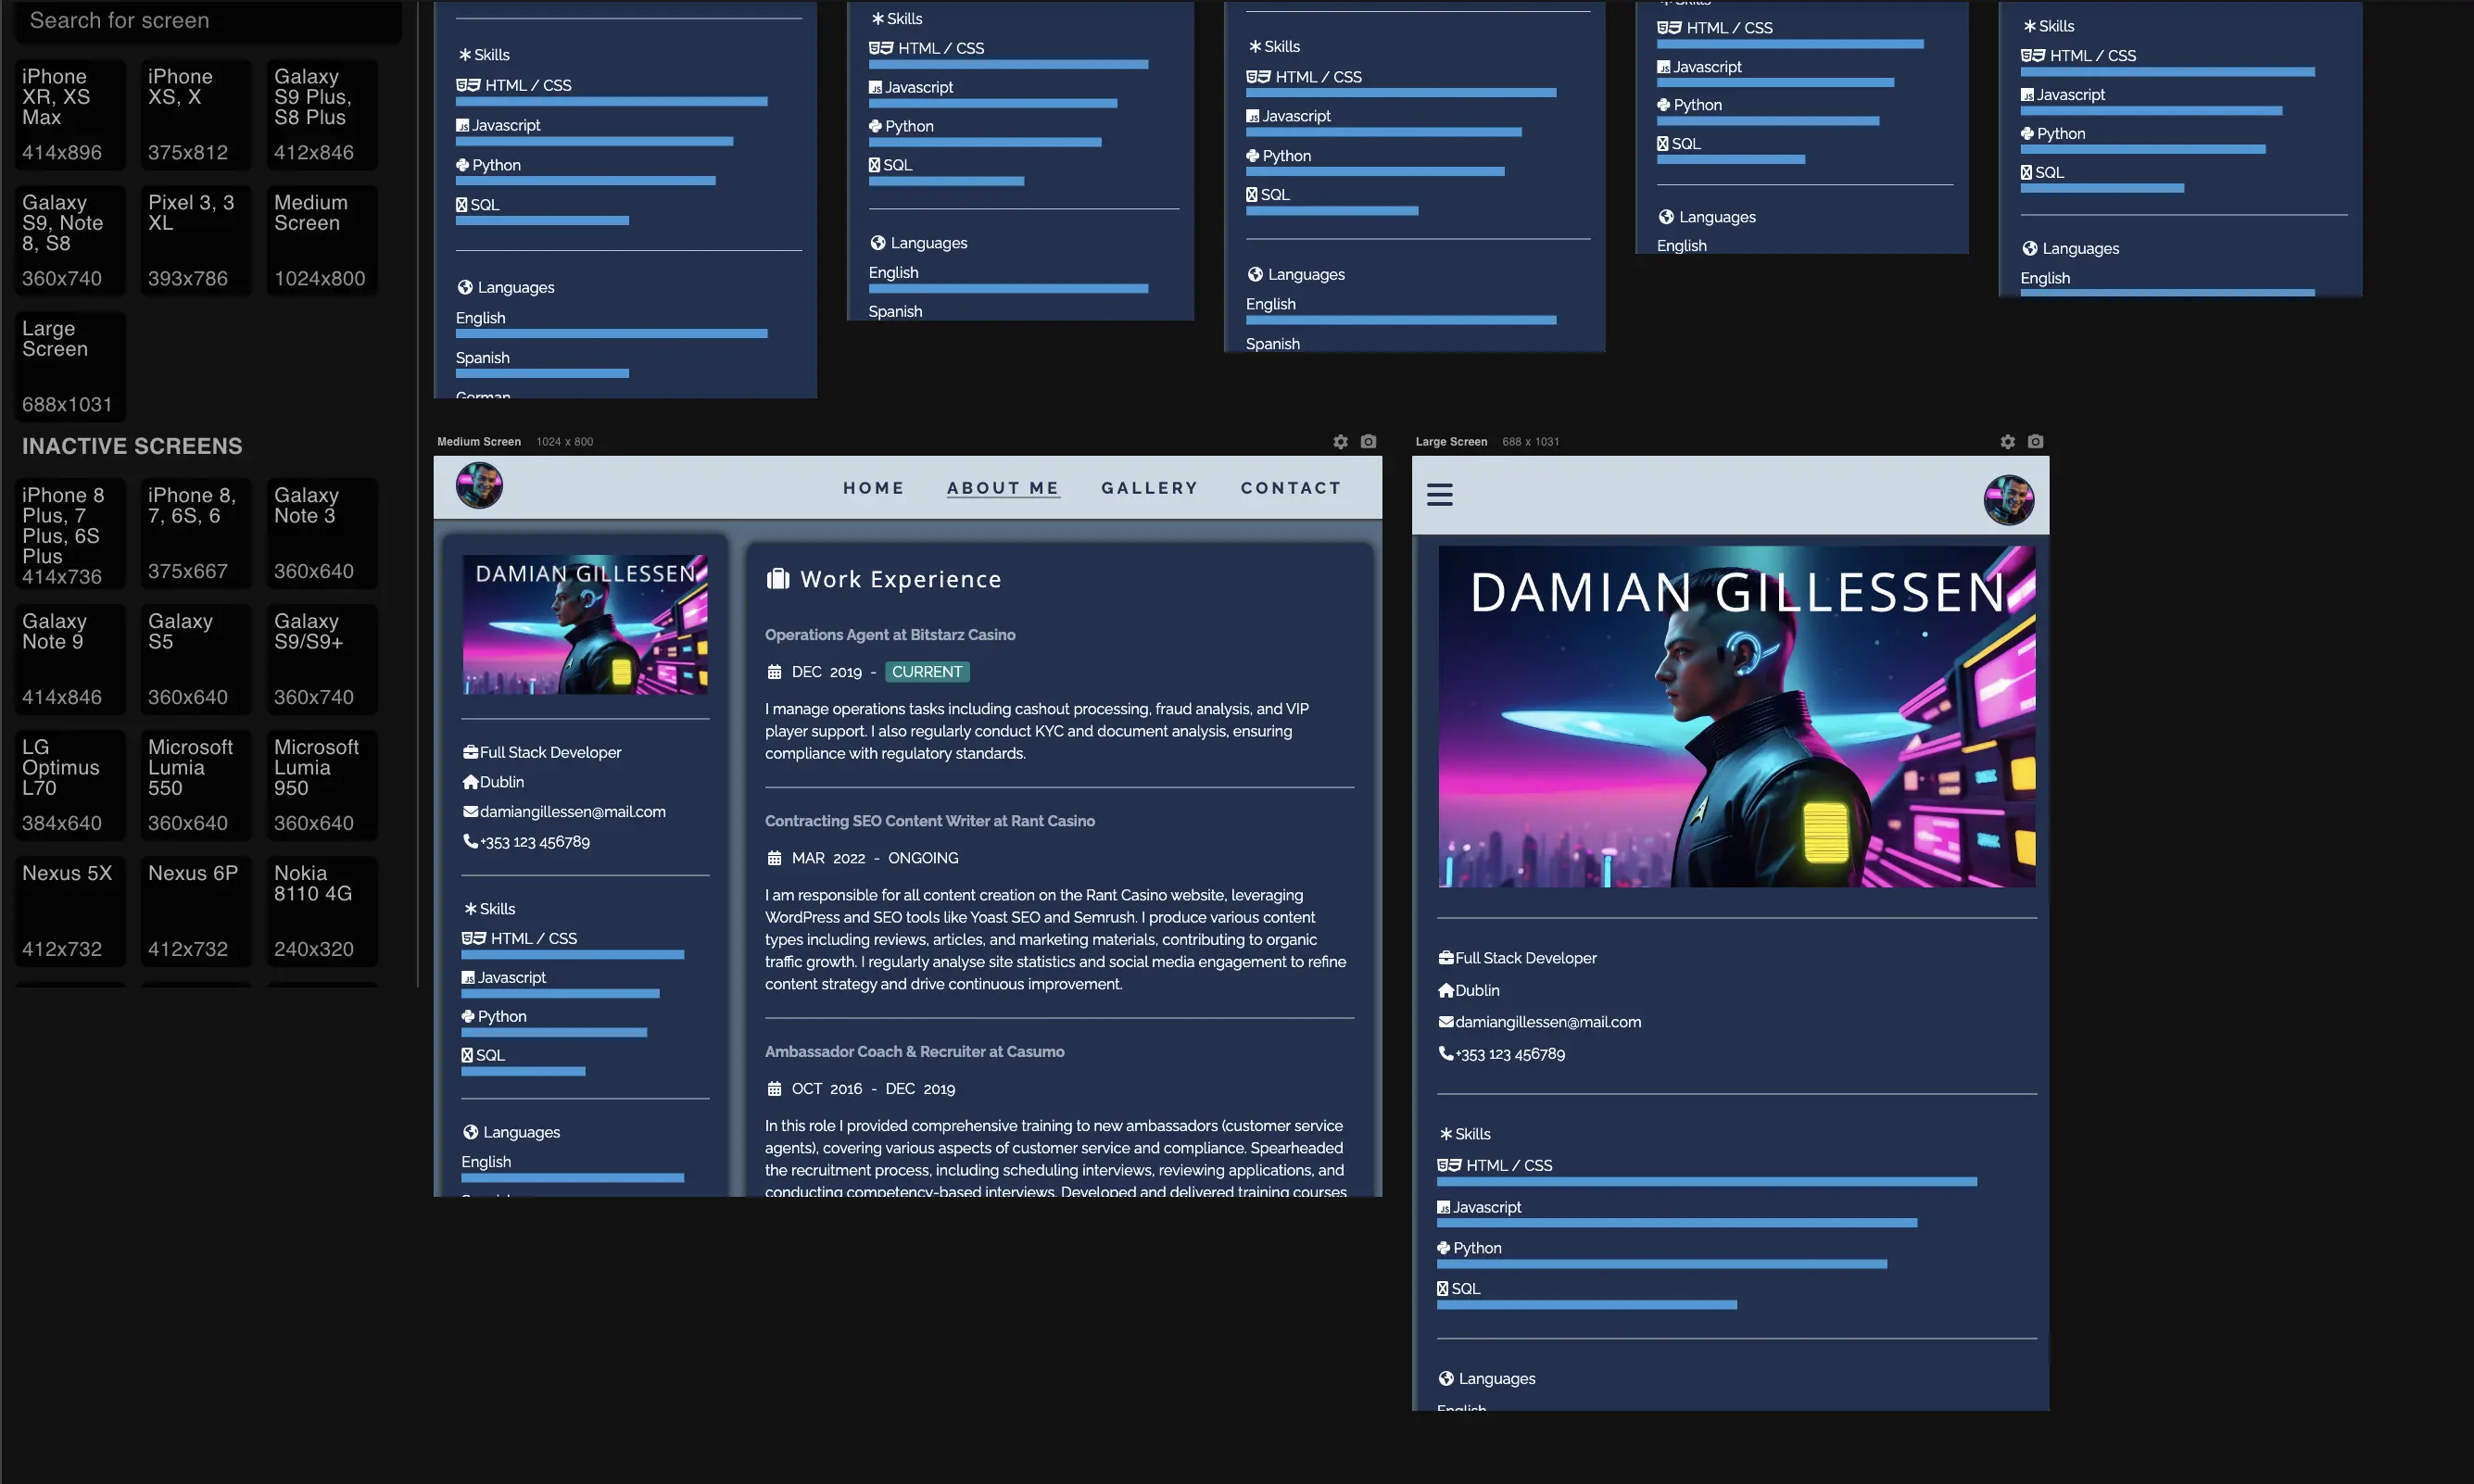 Search for screen
iPhone XR, XS Max
414x896
iPhone XS, X
375x812
Galaxy S9 Plus, S8 Plus
412x846
Galaxy S9, Note 8, S8
360x740
Pixel 3, 3 XL
393x786
Medium Screen
1024x800
Large Screen
688x1031
INACTIVE SCREENS
iPhone 8 Plus, 7 Plus, 6S Plus
414x736
iPhone 8, 7, 6S, 6
375x667
Galaxy Note 3
360x640
Galaxy Note 9
414x846
Galaxy S5
360x640
Galaxy S9/S9+
360x740
LG Optimus L70
384x640
Microsoft Lumia 550
360x640
Microsoft Lumia 950
360x640
Nexus 5X
412x732
Nexus 6P
412x732
Nokia 8110 4G
240x320
Skills
HTML / CSS
Javascript
Python
SQL
Languages
English
Spanish
German
Skills
HTML / CSS
Javascript
Python
SQL
Languages
English
Spanish
Skills
HTML / CSS
Javascript
Python
SQL
Languages
English
Spanish
Skills
HTML / CSS
Javascript
Python
SQL
Languages
English
Skills
HTML / CSS
Javascript
Python
SQL
Languages
English
Medium Screen 1024 x 800
HOME ABOUT ME GALLERY CONTACT
DAMIAN GILLESSEN
Full Stack Developer
Dublin
damiangillessen@mail.com
+353 123 456789
Skills
HTML / CSS
Javascript
Python
SQL
Languages
English
Work Experience
Operations Agent at Bitstarz Casino
DEC 2019 - CURRENT
I manage operations tasks including cashout processing, fraud analysis, and VIP
player support. I also regularly conduct KYC and document analysis, ensuring
compliance with regulatory standards.
Contracting SEO Content Writer at Rant Casino
MAR 2022 - ONGOING
I am responsible for all content creation on the Rant Casino website, leveraging
WordPress and SEO tools like Yoast SEO and Semrush. I produce various content
types including reviews, articles, and marketing materials, contributing to organic
traffic growth. I regularly analyse site statistics and social media engagement to refine
content strategy and drive continuous improvement.
Ambassador Coach & Recruiter at Casumo
OCT 2016 - DEC 2019
In this role I provided comprehensive training to new ambassadors (customer service
agents), covering various aspects of customer service and compliance. Spearheaded
the recruitment process, including scheduling interviews, reviewing applications, and
conducting competency-based interviews. Developed and delivered training courses
Large Screen 688 x 1031
DAMIAN GILLESSEN
Full Stack Developer
Dublin
damiangillessen@mail.com
+353 123 456789
Skills
HTML / CSS
Javascript
Python
SQL
Languages
English